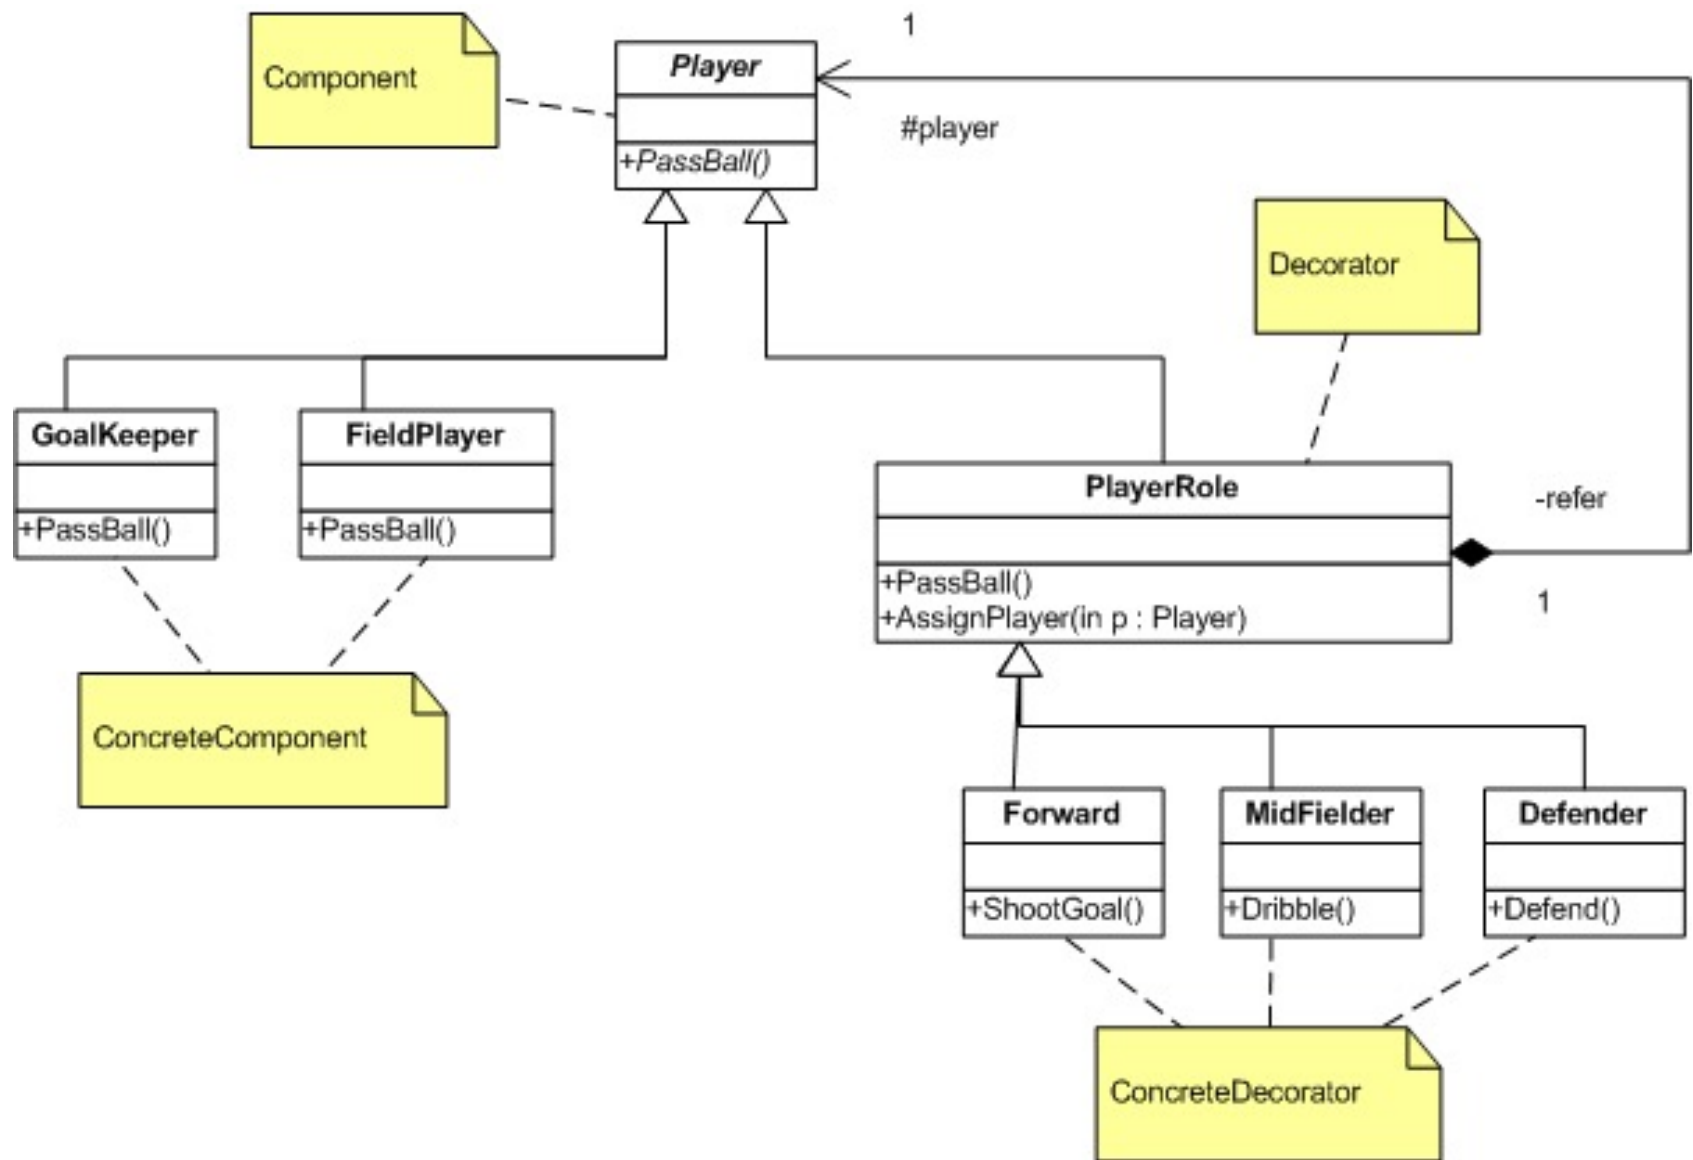 Component
Player
+PassBall()
1
#player
Decorator
GoalKeeper
+PassBall()
FieldPlayer
+PassBall()
PlayerRole
+PassBall()
+AssignPlayer(in p : Player)
-refer
1
ConcreteComponent
Forward
+ShootGoal()
MidFielder
+Dribble()
Defender
+Defend()
ConcreteDecorator